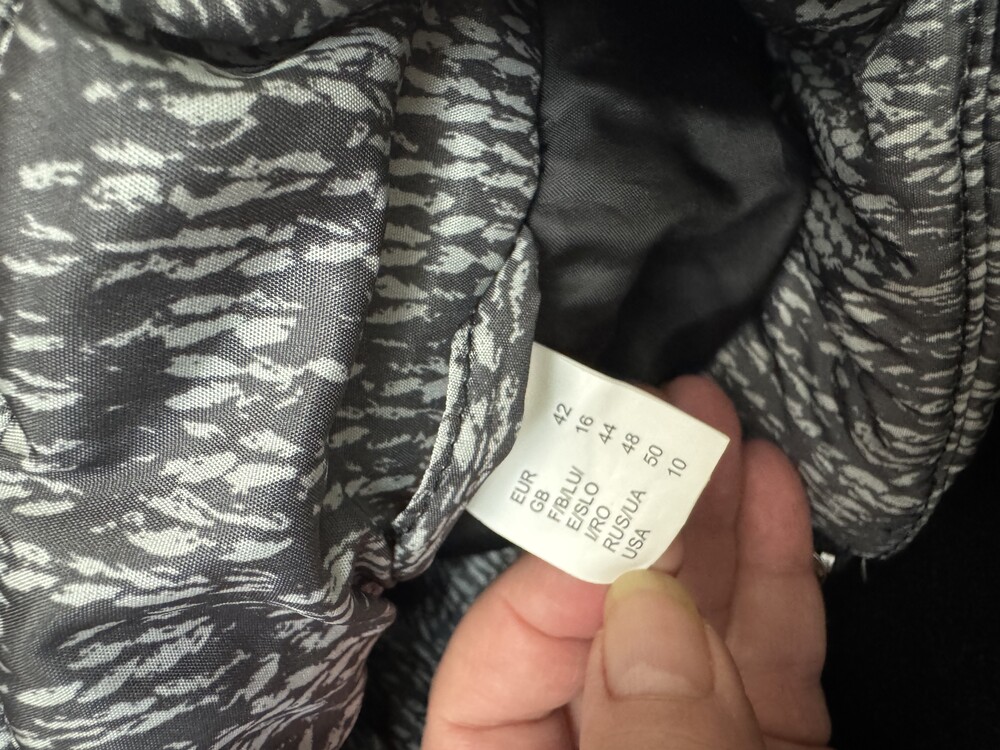 EUR 42
GB 16
F/B/LU/
E/SLO 44
I/RO 48
RUS/UA 50
USA 10